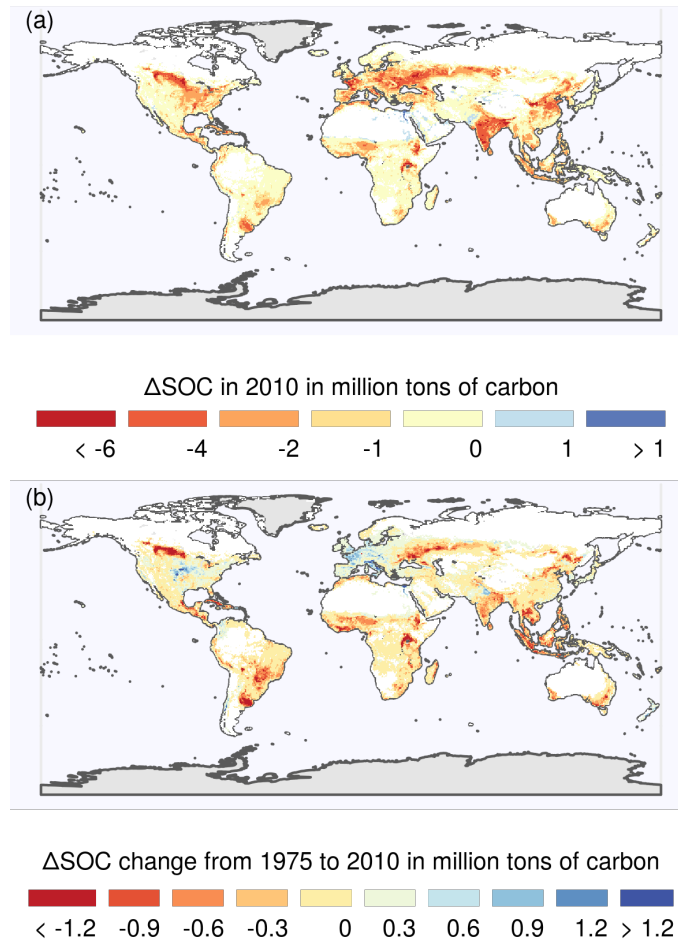 (a)
ΔSOC in 2010 in million tons of carbon
< -6 -4 -2 -1 0 1 > 1
(b)
ΔSOC change from 1975 to 2010 in million tons of carbon
< -1.2 -0.9 -0.6 -0.3 0 0.3 0.6 0.9 1.2 > 1.2